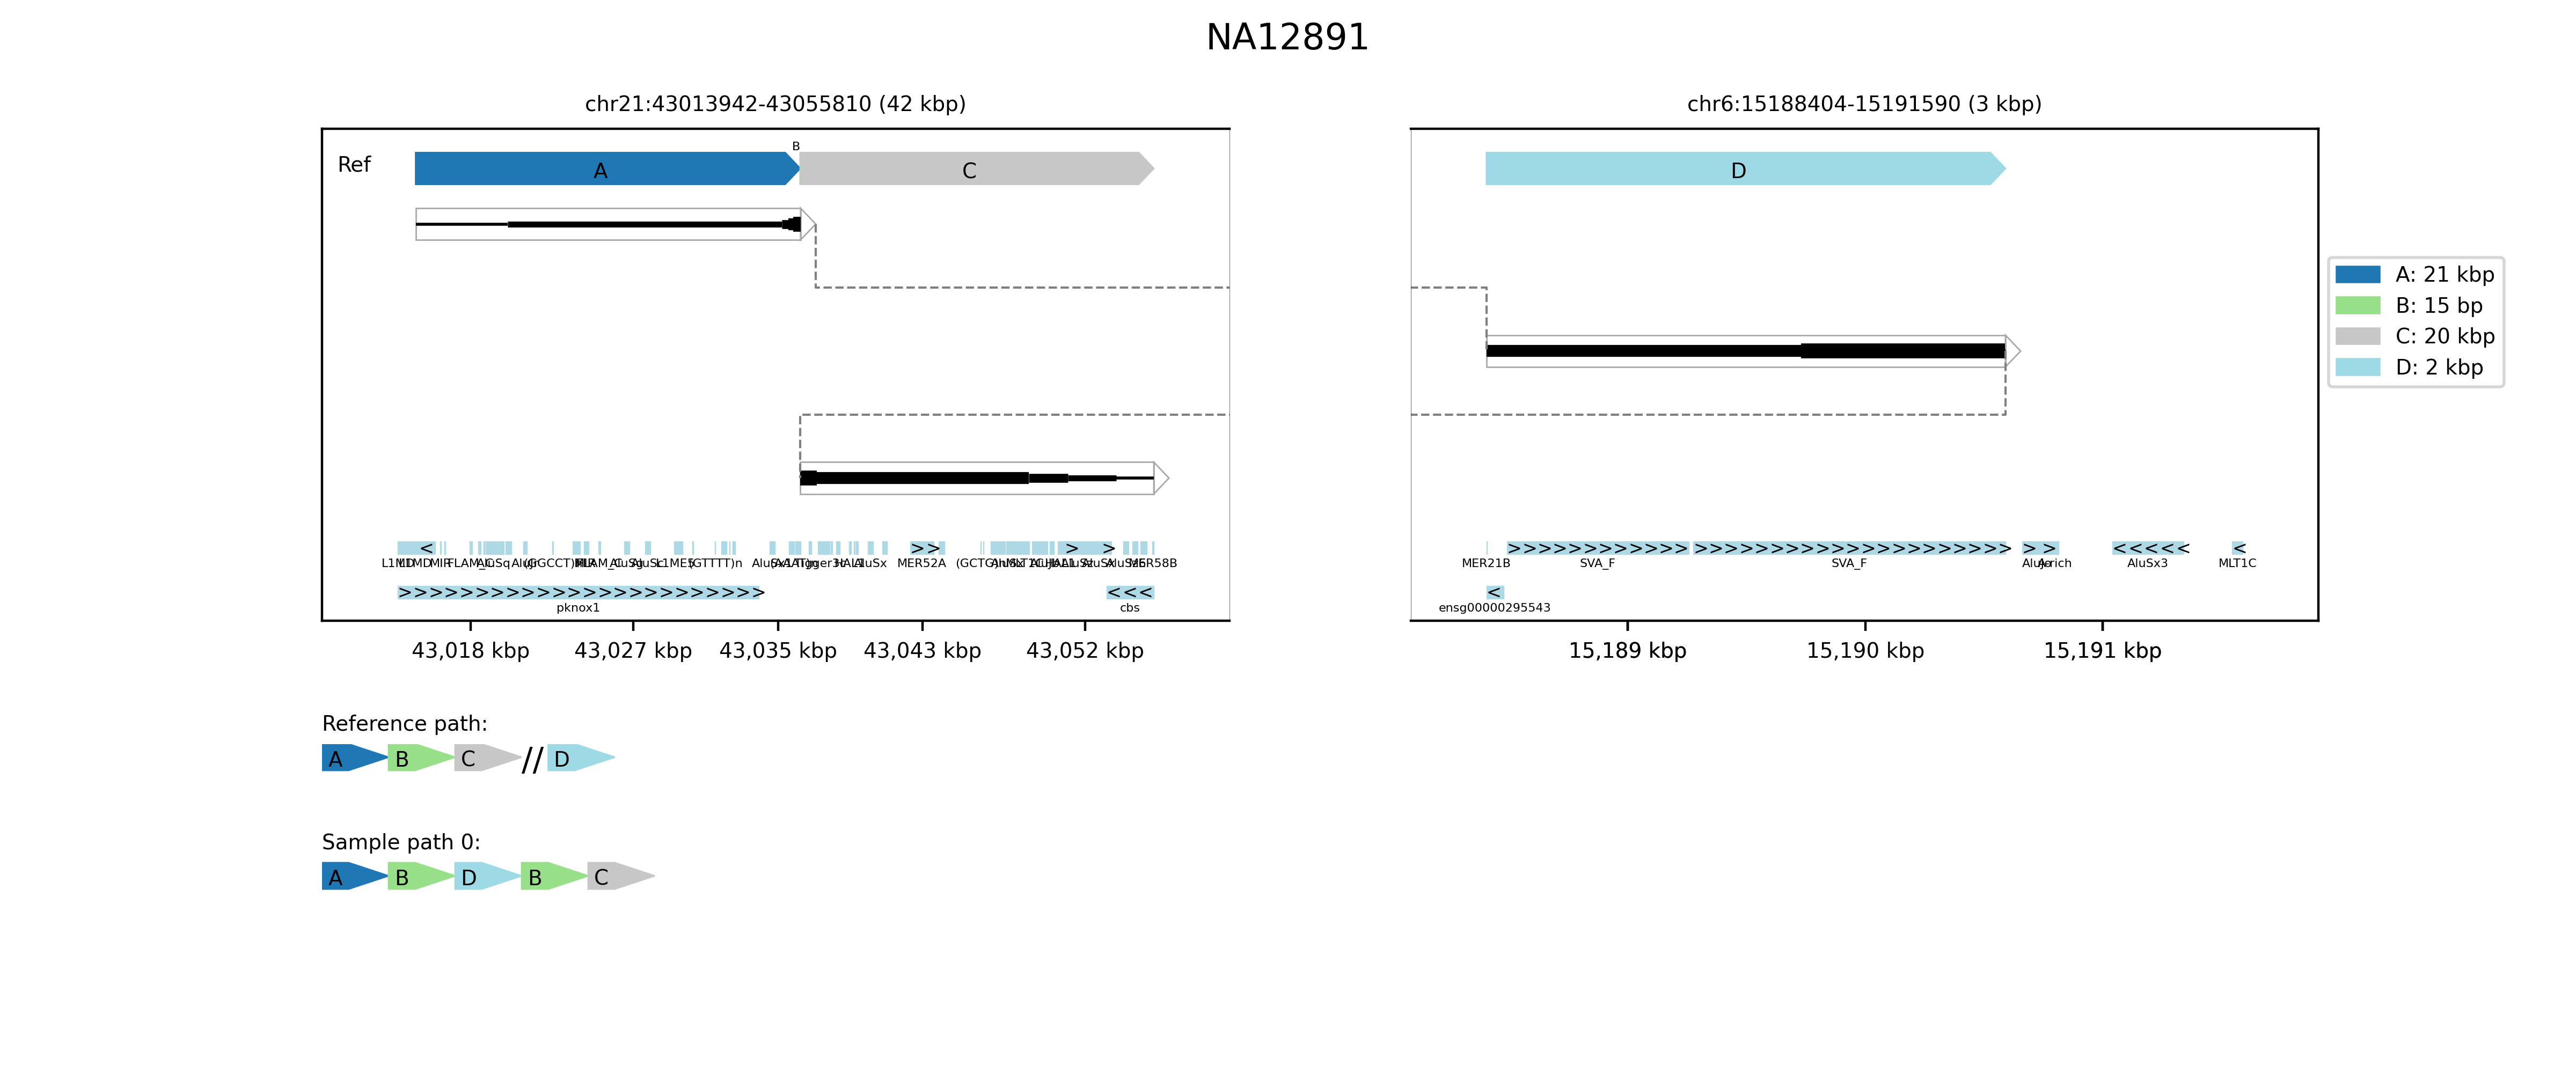 NA12891
chr21:43013942-43055810 (42 kbp)
chr6:15188404-15191590 (3 kbp)
Ref
A
B
C
D
A: 21 kbp
B: 15 bp
C: 20 kbp
D: 2 kbp
MER52A
MER58B
MER21B
SVA_F
SVA_F
AluSx3
MLT1C
pknox1
cbs
ensg00000295543
43,018 kbp
43,027 kbp
43,035 kbp
43,043 kbp
43,052 kbp
15,189 kbp
15,190 kbp
15,191 kbp
Reference path:
A B C // D
Sample path 0:
A B D B C